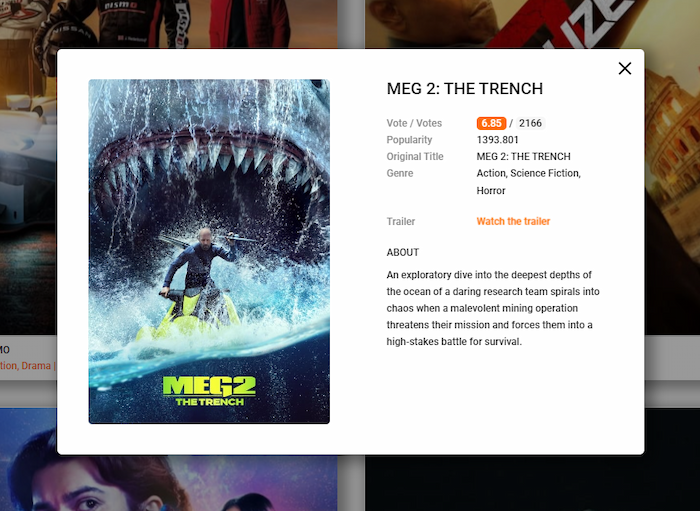 NISSAN
nismo
IZE
MEG 2: THE TRENCH
Vote / Votes 6.85 / 2166
Popularity 1393.801
Original Title MEG 2: THE TRENCH
Genre Action, Science Fiction,
Horror
Trailer Watch the trailer
ABOUT
An exploratory dive into the deepest depths of
the ocean of a daring research team spirals into
chaos when a malevolent mining operation
threatens their mission and forces them into a
high-stakes battle for survival.
MEG2
THE TRENCH
MO
tion, Drama |